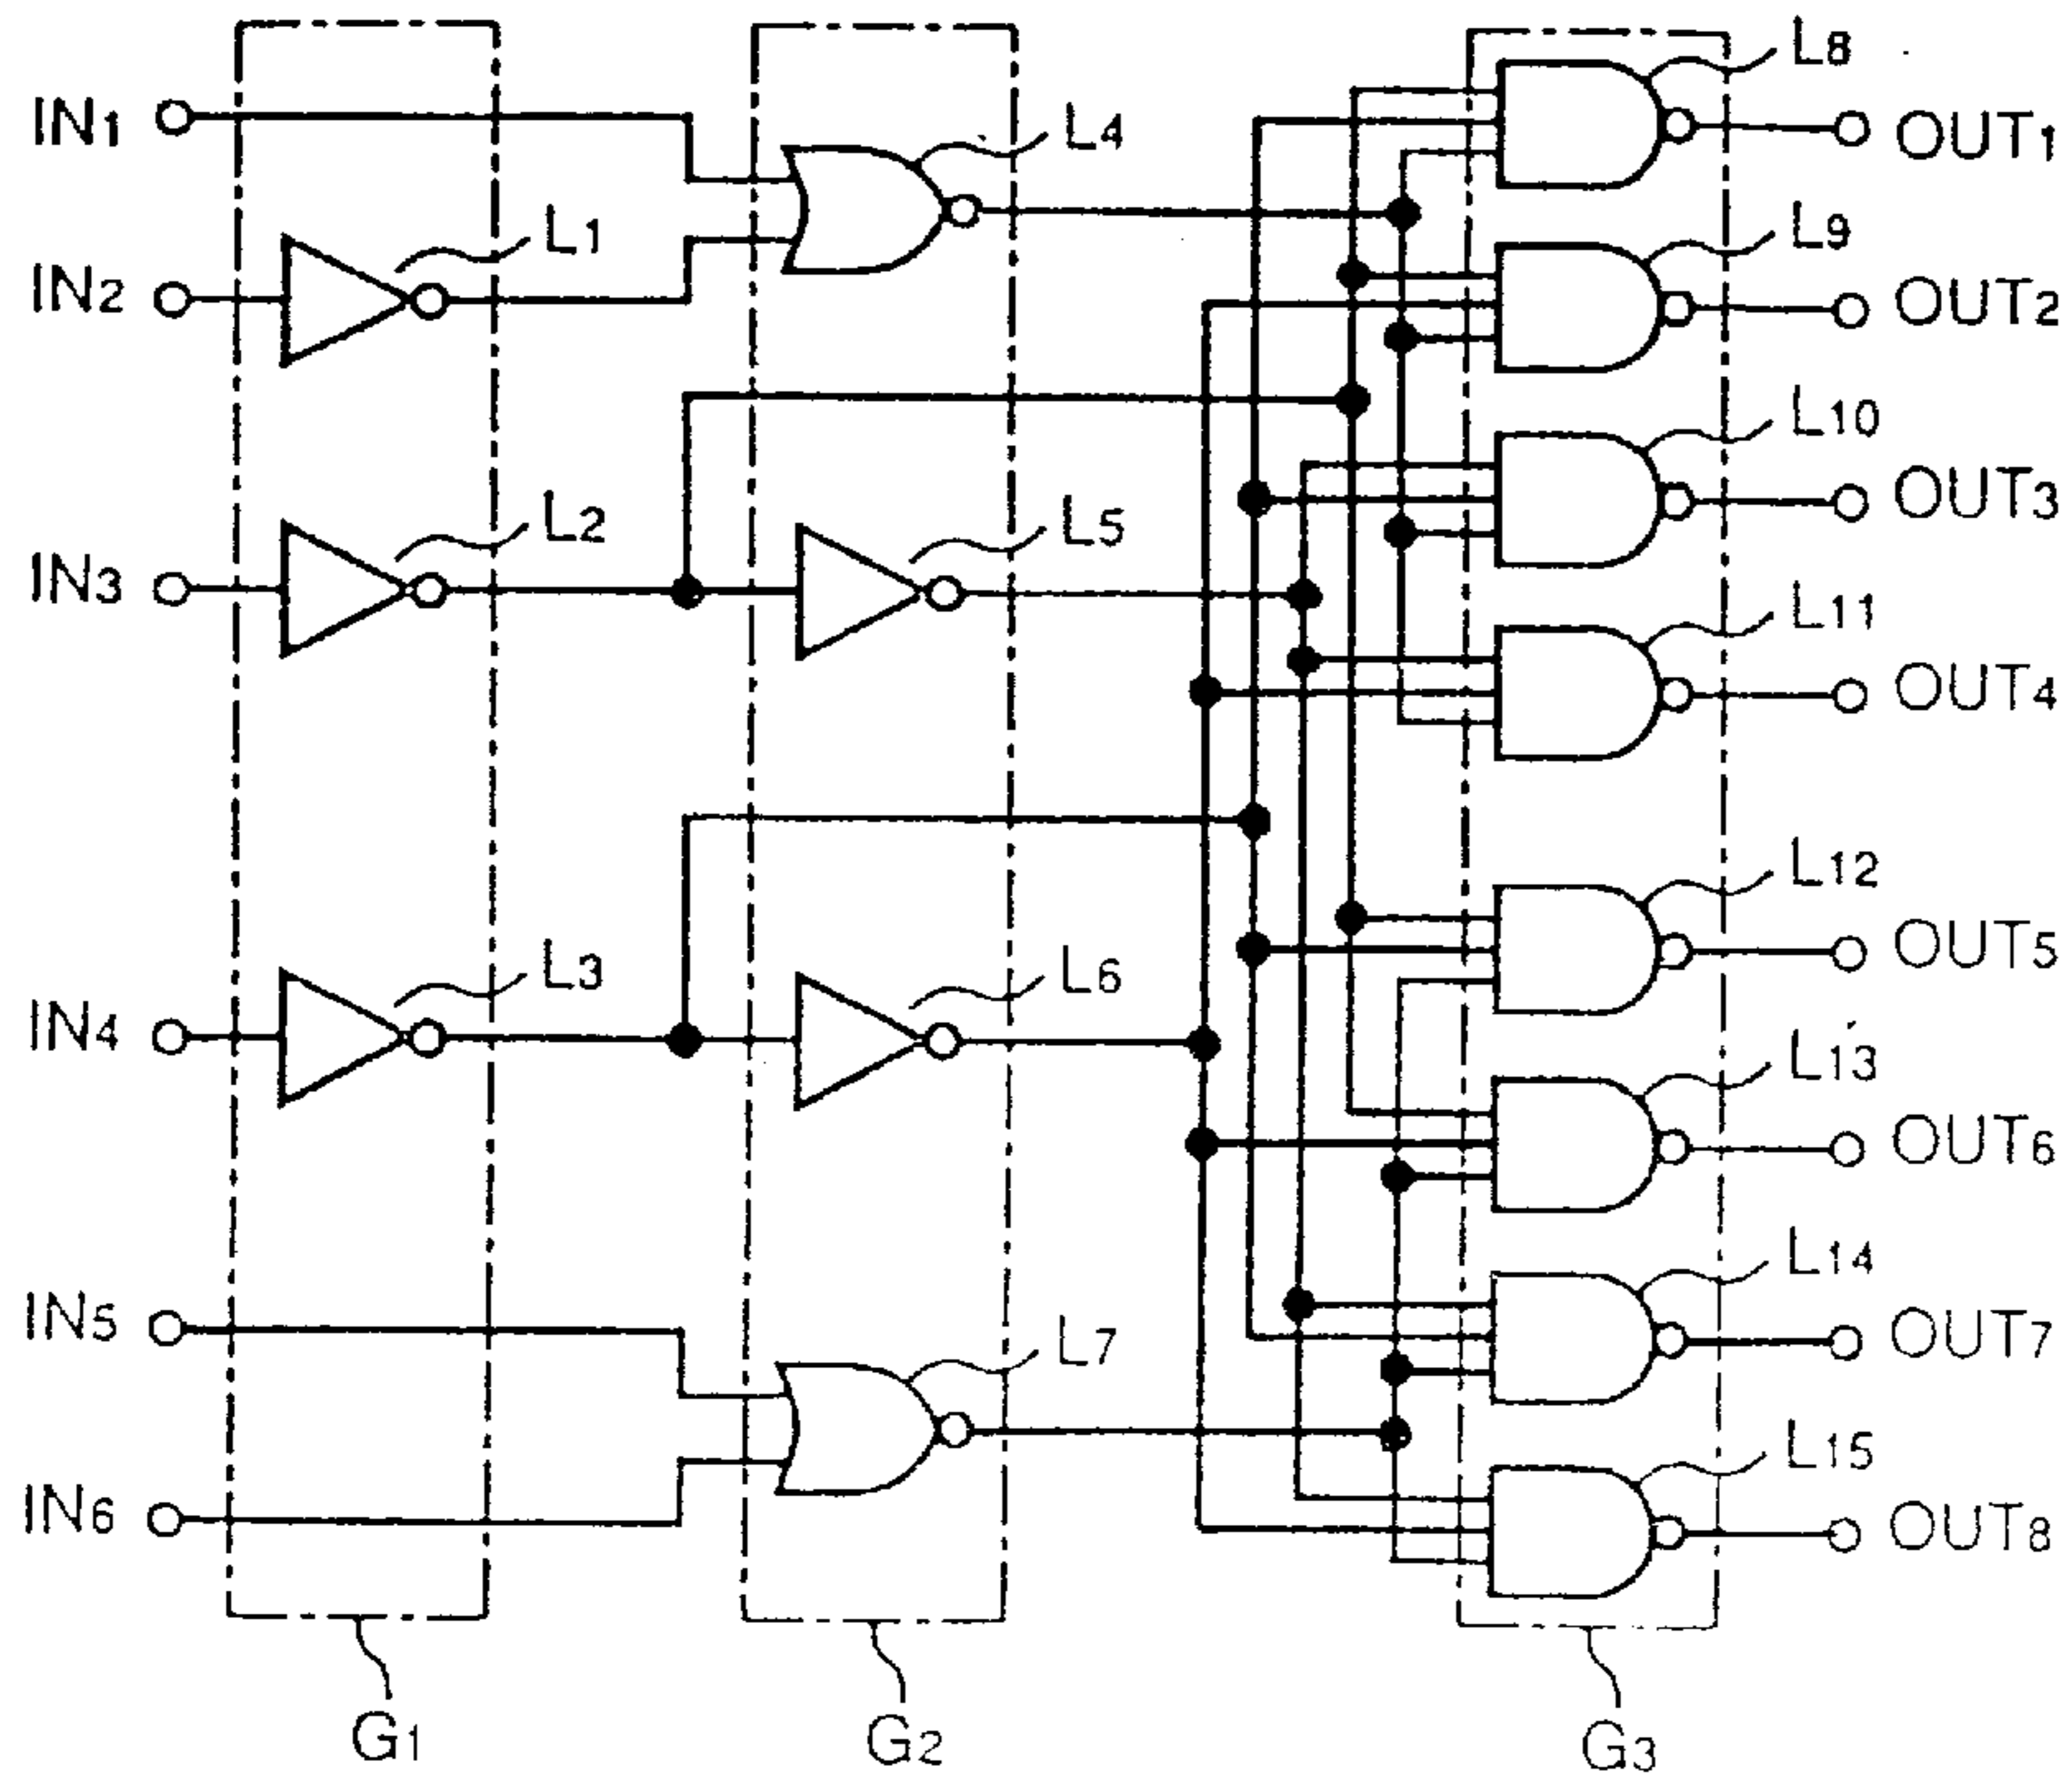 L8
IN1
OUT1
L4
L1
L9
IN2
OUT2
L10
L2
L5
OUT3
IN3
L11
OUT4
L12
L3
L6
OUT5
IN4
L13
OUT6
L14
IN5
L7
OUT7
L15
IN6
OUT8
G1
G2
G3